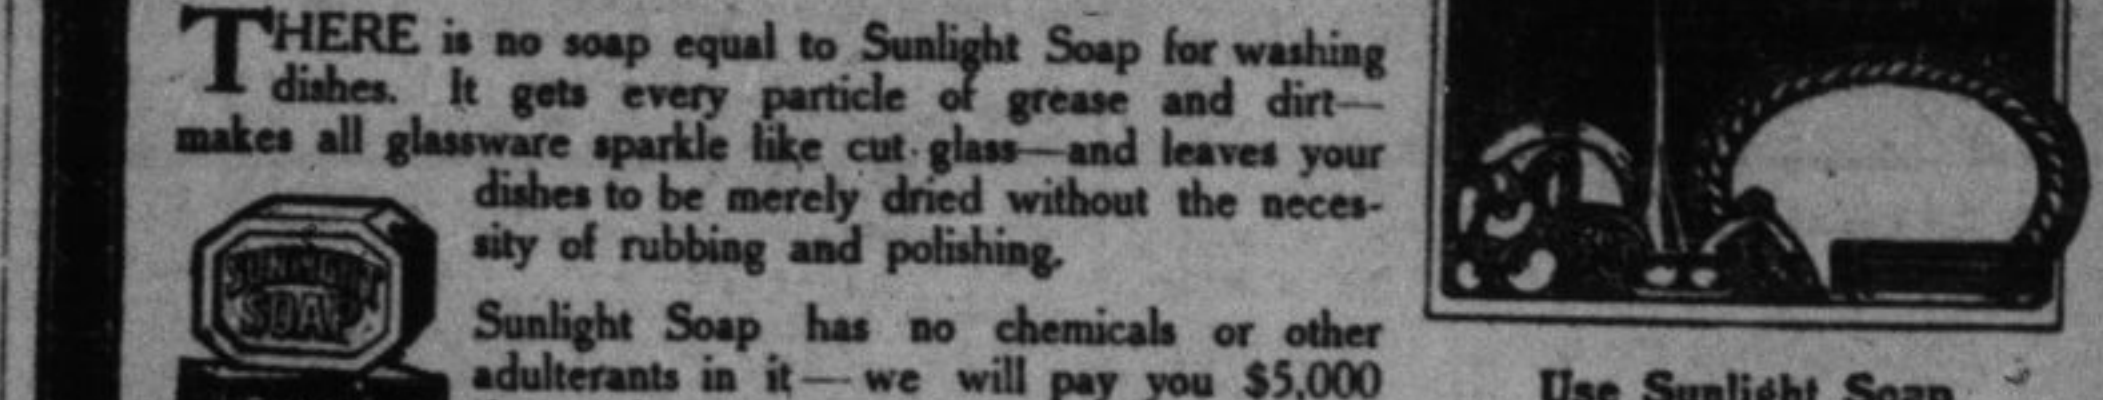 THERE is no soap equal to Sunlight Soap for washing
dishes. It gets every particle of grease and dirt—
makes all glassware sparkle like cut glass—and leaves your
dishes to be merely dried without the neces-
sity of rubbing and polishing.
SUNLIGHT
SOAP
Sunlight Soap has no chemicals or other
adulterants in it—we will pay you $5,000
Use Sunlight Soap